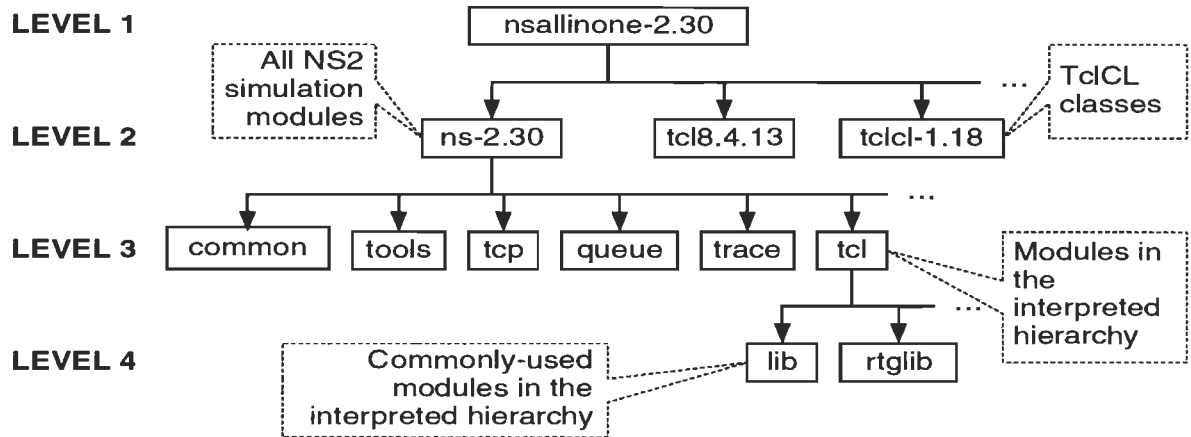 LEVEL 1
nsallinone-2.30
All NS2
simulation
modules
...
TclCL
classes
LEVEL 2
ns-2.30
tcl8.4.13
tclcl-1.18
...
LEVEL 3
common
tools
tcp
queue
trace
tcl
Modules in
the
interpreted
hierarchy
...
LEVEL 4
Commonly-used
modules in the
interpreted hierarchy
lib
rtglib